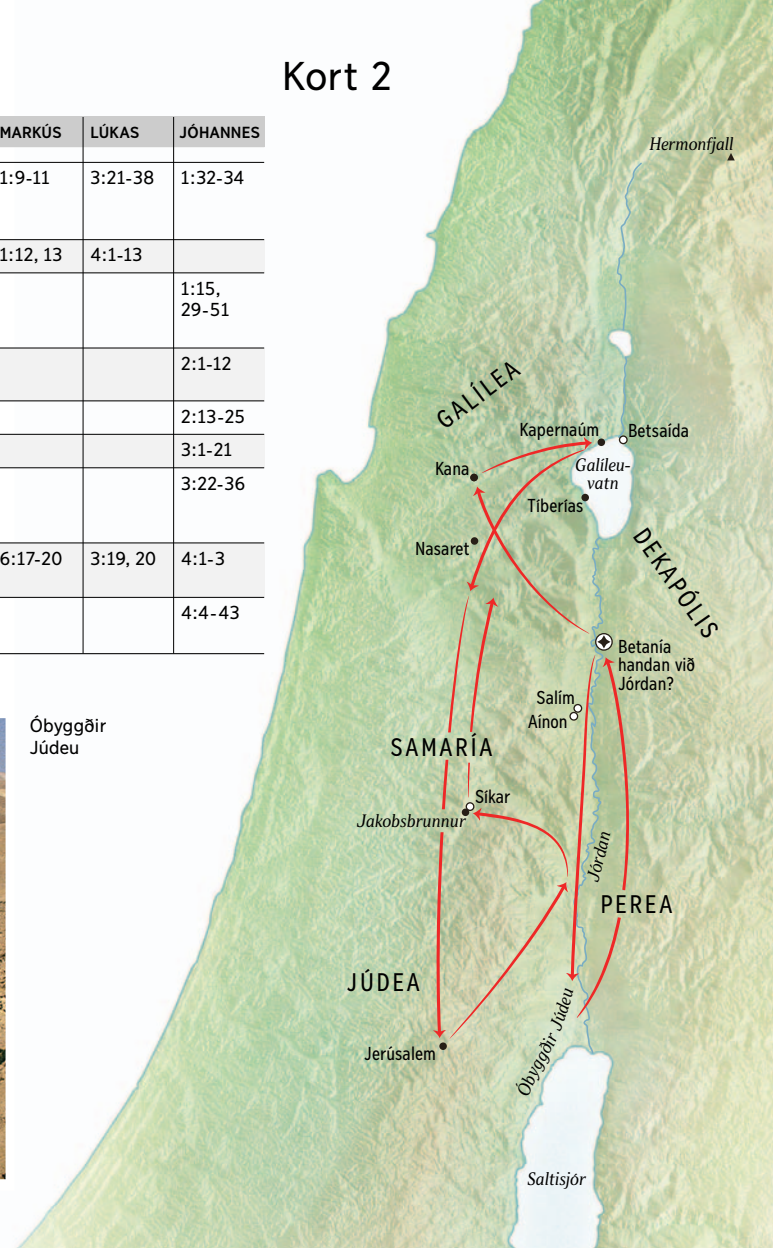 Kort 2
MARKÚS LÚKAS JÓHANNES
1:9-11 3:21-38 1:32-34
1:12, 13 4:1-13
1:15,
29-51
2:1-12
2:13-25
3:1-21
3:22-36
6:17-20 3:19, 20 4:1-3
4:4-43
Óbyggðir
Júdeu
Hermonfjall
GALÍLEA
Kapernaúm
Betsaída
Kana
Galíleu-
vatn
Tíberías
Nasaret
DEKAPÓLIS
Betanía
handan við
Jórdan?
Salím
Aínon
SAMARÍA
Síkar
Jakobsbrunnur
Jórdan
PEREA
JÚDEA
Óbyggðir Júdeu
Jerúsalem
Saltisjór